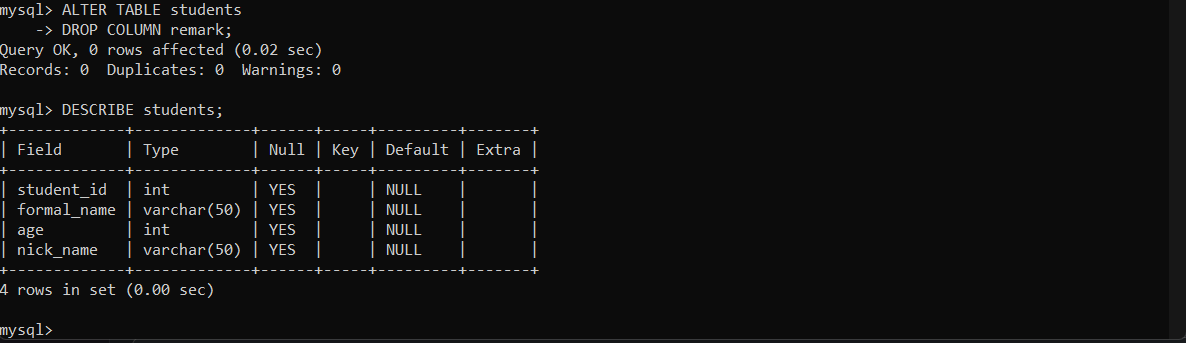 mysql> ALTER TABLE students
    -> DROP COLUMN remark;
Query OK, 0 rows affected (0.02 sec)
Records: 0  Duplicates: 0  Warnings: 0

mysql> DESCRIBE students;
+-------------+-------------+------+-----+---------+-------+
| Field       | Type        | Null | Key | Default | Extra |
+-------------+-------------+------+-----+---------+-------+
| student_id  | int         | YES  |     | NULL    |       |
| formal_name | varchar(50) | YES  |     | NULL    |       |
| age         | int         | YES  |     | NULL    |       |
| nick_name   | varchar(50) | YES  |     | NULL    |       |
+-------------+-------------+------+-----+---------+-------+
4 rows in set (0.00 sec)

mysql>